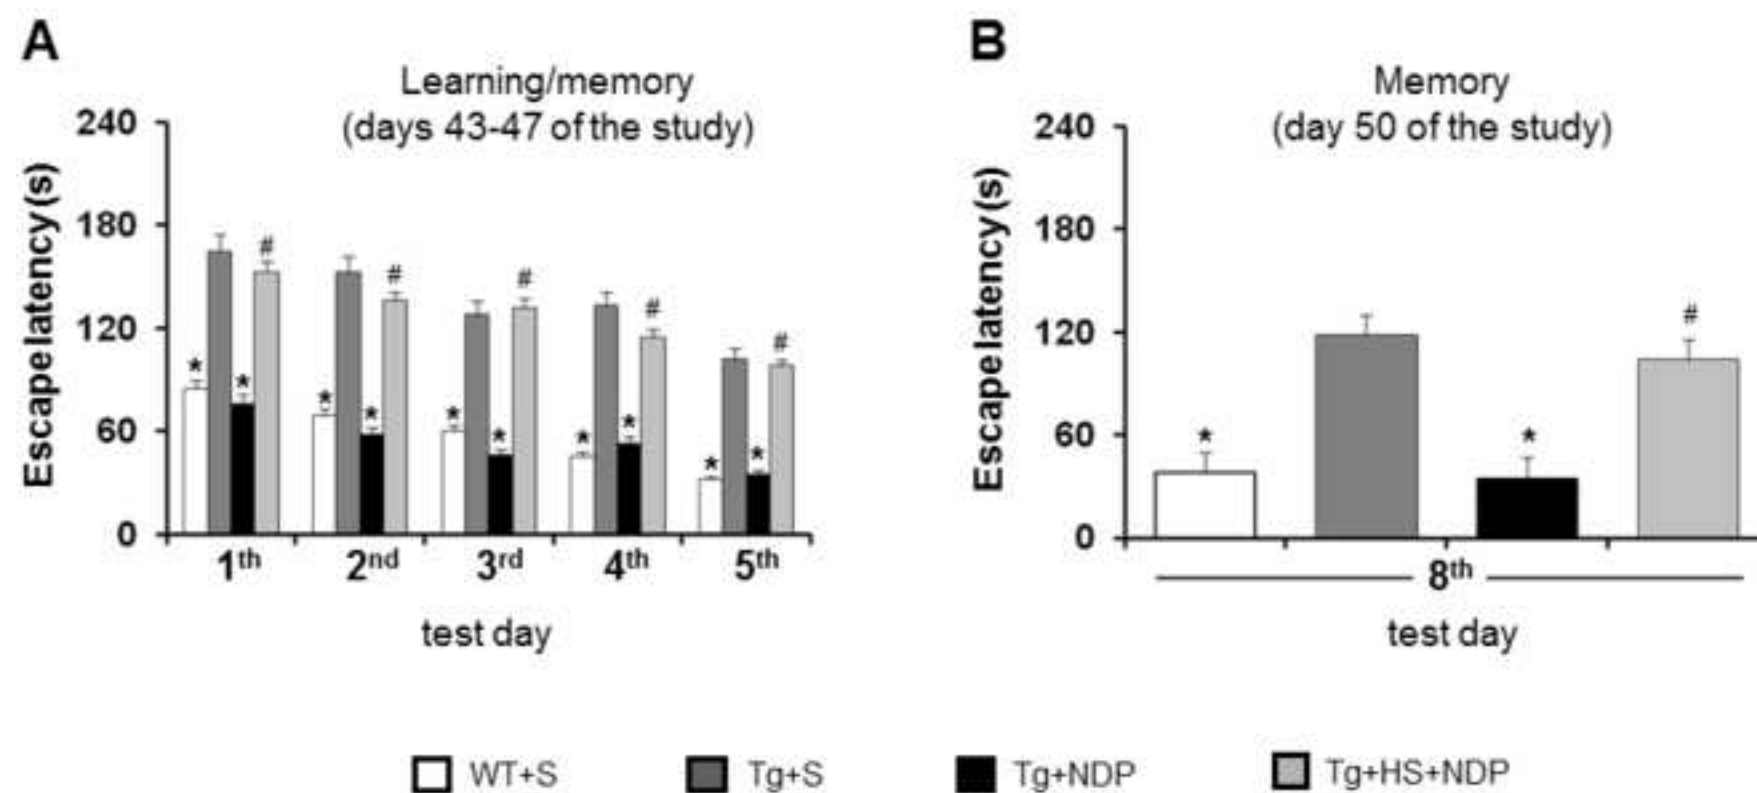 A
Learning/memory
(days 43-47 of the study)
Escape latency (s)
240
180
120
60
0
#
#
#
#
#
*
*
*
*
*
*
*
*
*
*
1th
2nd
3rd
4th
5th
test day
B
Memory
(day 50 of the study)
Escape latency (s)
240
180
120
60
0
*
*
#
8th
test day
WT+S
Tg+S
Tg+NDP
Tg+HS+NDP